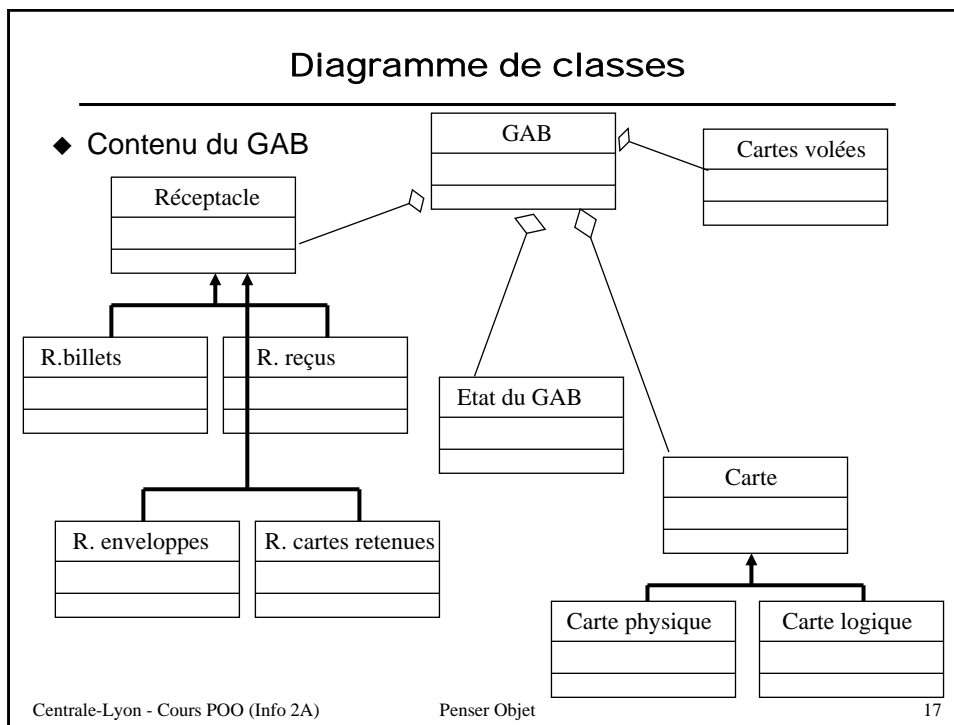 Diagramme de classes
◆ Contenu du GAB
GAB
Cartes volées
Réceptacle
R.billets
R. reçus
Etat du GAB
Carte
R. enveloppes
R. cartes retenues
Carte physique
Carte logique
Centrale-Lyon - Cours POO (Info 2A)
Penser Objet
17